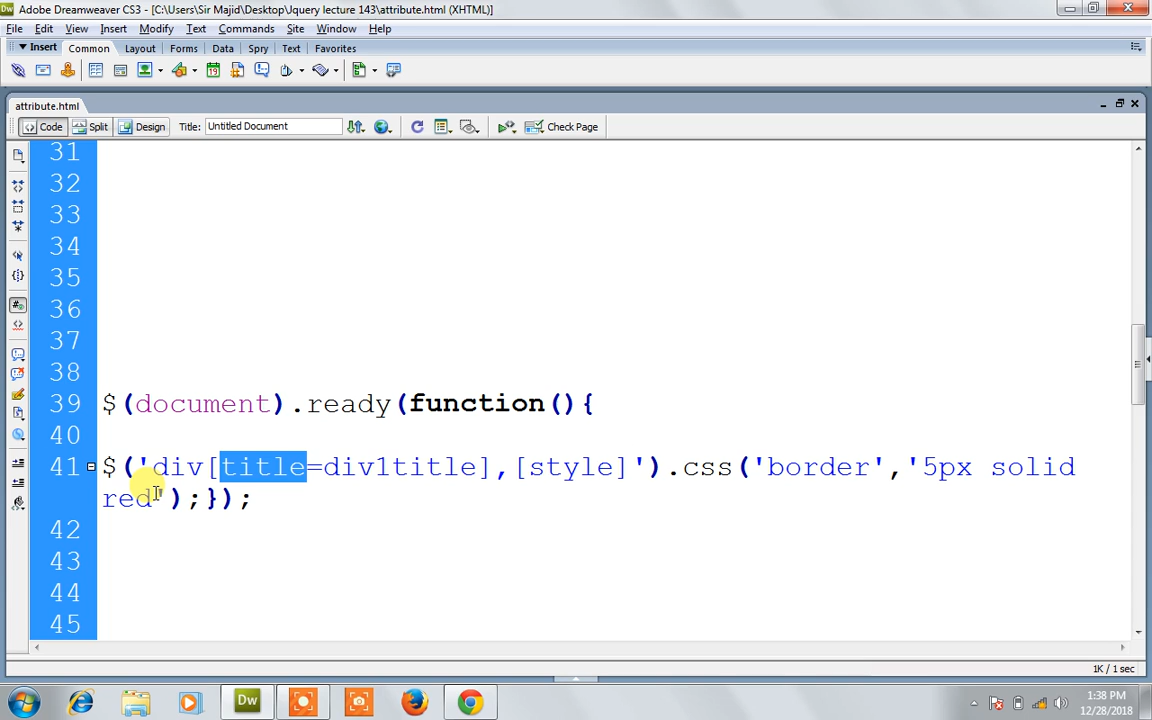 Dw Adobe Dreamweaver CS3 - [C:\Users\Sir Majid\Desktop\Jquery lecture 143\attribute.html (XHTML)]
File Edit View Insert Modify Text Commands Site Window Help
Insert Common Layout Forms Data Spry Text Favorites
attribute.html
Code Split Design Title: Untitled Document Check Page
31
32
33
34
35
36
37
38
39 $(document).ready(function(){
40
41 $('div[title=div1title],[style]').css('border','5px solid
red');});
42
43
44
45
1K / 1 sec
Dw
1:38 PM
12/28/2018